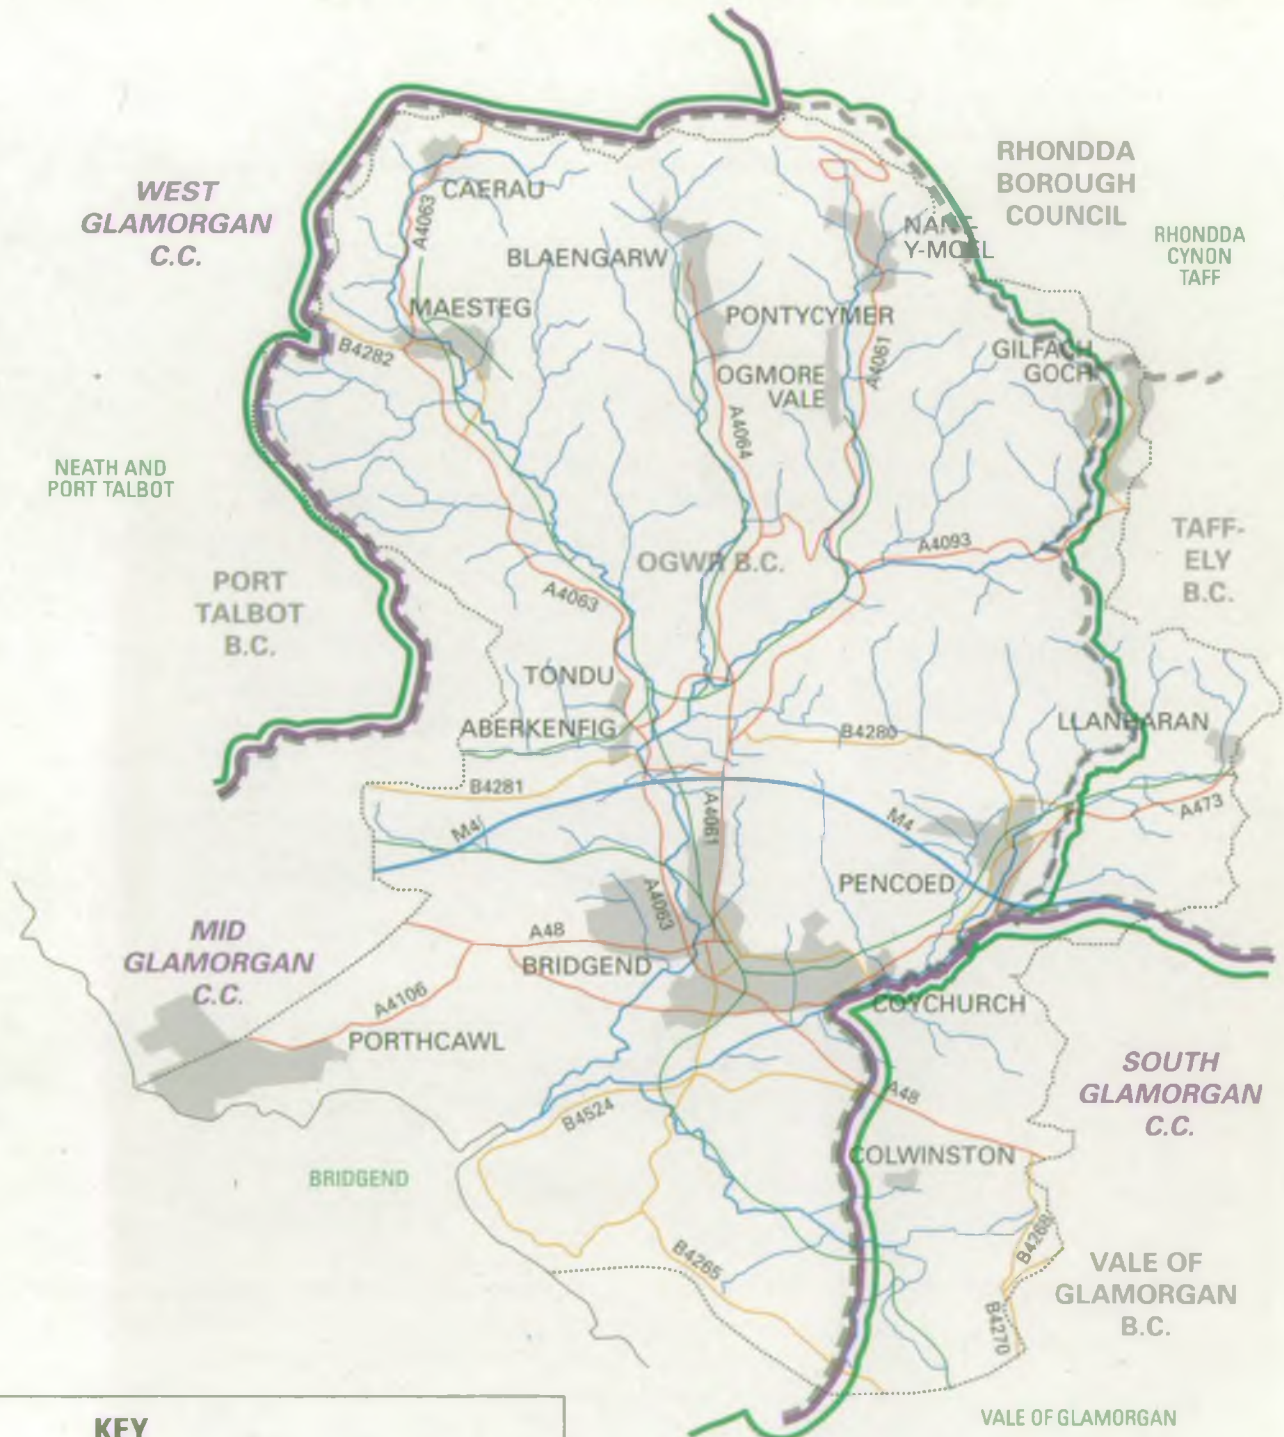 RHONDDA
BOROUGH
COUNCIL
WEST
GLAMORGAN
C.C.
CAERAU
A4063
NANT-
Y-MOEL
RHONDDA
CYNON
TAFF
BLAENGARW
MAESTEG
PONTYCYMER
B4282
A4061
GILFACH
GOCH
OGMORE
VALE
A4064
NEATH AND
PORT TALBOT
TAFF-
ELY
B.C.
A4093
OGWR B.C.
PORT
TALBOT
B.C.
A4063
TONDU
ABERKENFIG
LLANHARAN
B4280
B4281
A4061
M4
M4
A473
PENCOED
A4063
MID
GLAMORGAN
C.C.
A48
BRIDGEND
A4106
COYCHURCH
PORTHCAWL
SOUTH
GLAMORGAN
C.C.
A48
B4524
COLWINSTON
BRIDGEND
B4268
B4265
VALE OF
GLAMORGAN
B.C.
B4270
VALE OF GLAMORGAN
KEY